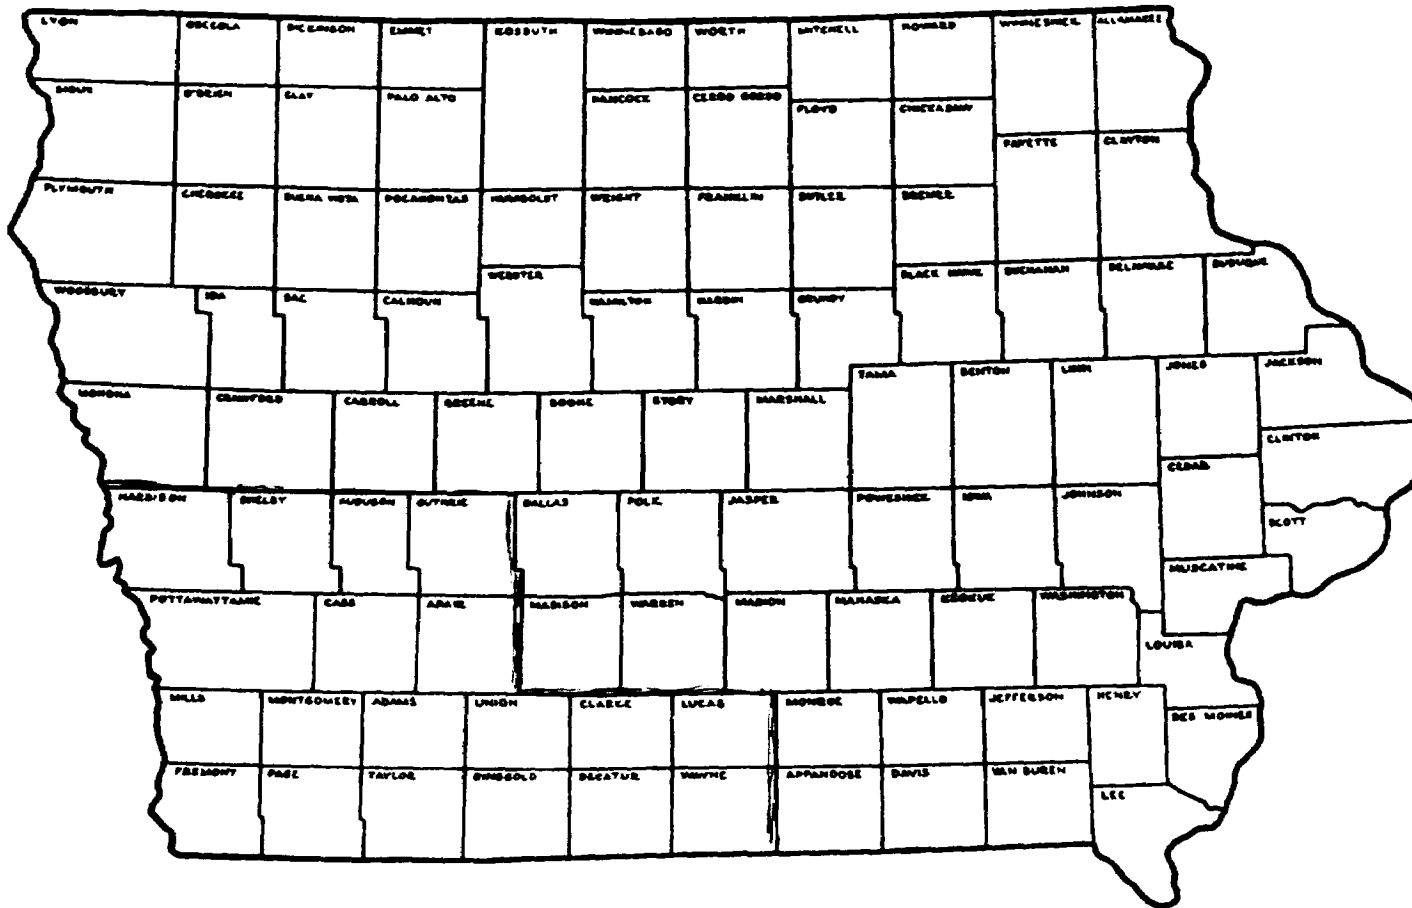 LYON OSCEOLA DICKINSON EMMET KOSSUTH WINNEBAGO WORTH MITCHELL HOWARD WINNESHIEK ALLAMAKEE
SIOUX O'BRIEN CLAY PALO ALTO HANCOCK CERRO GORDO FLOYD CHICKASAW
FAYETTE CLAYTON
PLYMOUTH CHEROKEE BUENA VISTA POCAHONTAS HUMBOLDT WRIGHT FRANKLIN BUTLER BREMER
WEBSTER BLACK HAWK BUCHANAN DELAWARE DUBUQUE
WOODBURY IDA SAC CALHOUN HAMILTON HARDIN GRUNDY
TAMA BENTON LINN JONES JACKSON
MONONA CRAWFORD CARROLL GREENE BOONE STORY MARSHALL
CLINTON
CEDAR
HARRISON SHELBY AUDUBON GUTHRIE DALLAS POLK JASPER POWESHIEK IOWA JOHNSON
SCOTT
MUSCATINE
POTTAWATTAMIE CASS ADAIR MADISON WARREN MARION MAHASKA KEOKUK WASHINGTON
LOUISA
MILLS MONTGOMERY ADAMS UNION CLARKE LUCAS MONROE WAPELLO JEFFERSON HENRY
DES MOINES
FREMONT PAGE TAYLOR RINGGOLD DECATUR WAYNE APPANOOSE DAVIS VAN BUREN
LEE